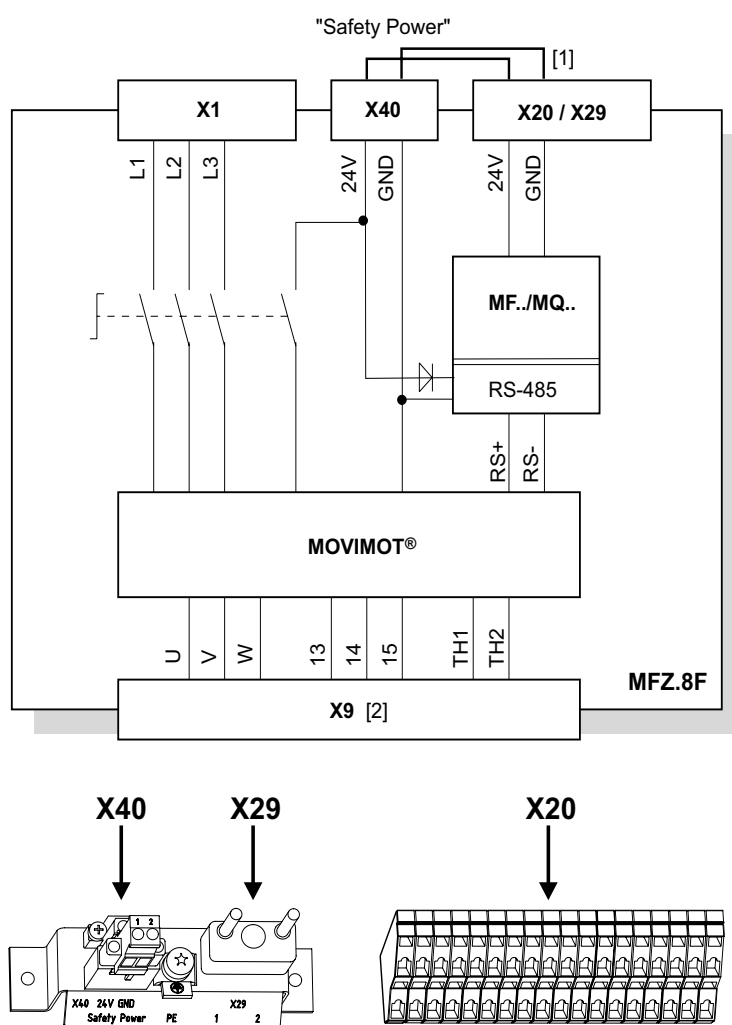 "Safety Power"
[1]
X1
X40
X20 / X29
L1
L2
L3
24V
GND
24V
GND
MF../MQ..
RS-485
RS+
RS-
MOVIMOT®
U
V
W
13
14
15
TH1
TH2
MFZ.8F
X9 [2]
X40
X29
X20
1 2
X40 24V GND
X29
Safety Power PE 1 2